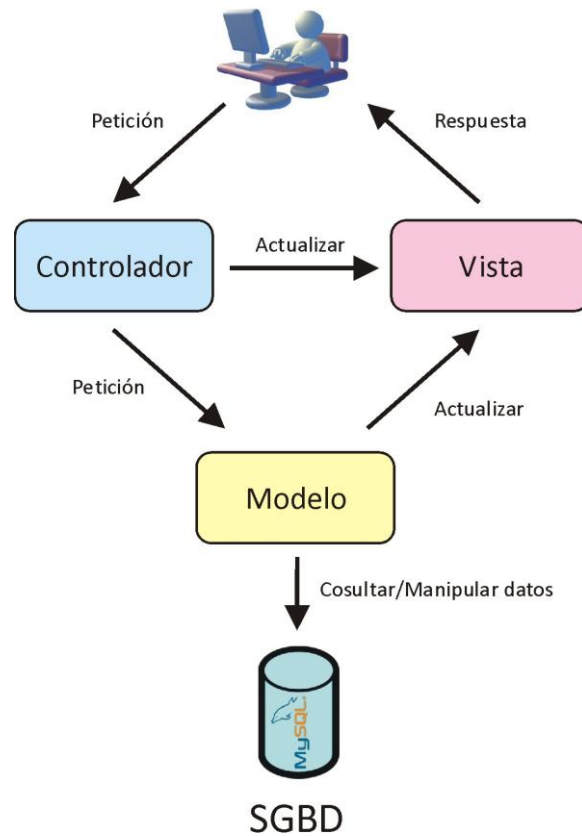 Petición
Respuesta
Controlador
Actualizar
Vista
Petición
Actualizar
Modelo
Cosultar/Manipular datos
MySQL
SGBD